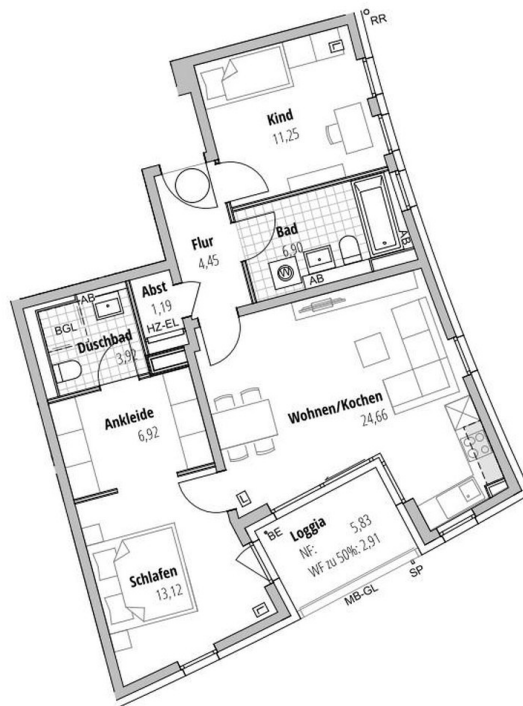 RR
Kind
11,25
Flur
4,45
Bad
6,90
AB
AB
W
Abst
1,19
HZ-EL
AB
BGL
Düschbad
3,92
Ankleide
6,92
Wohnen/Kochen
24,66
BE
Loggia
NF: 5,83
WF zu 50%: 2,91
SP
MB-GL
Schlafen
13,12